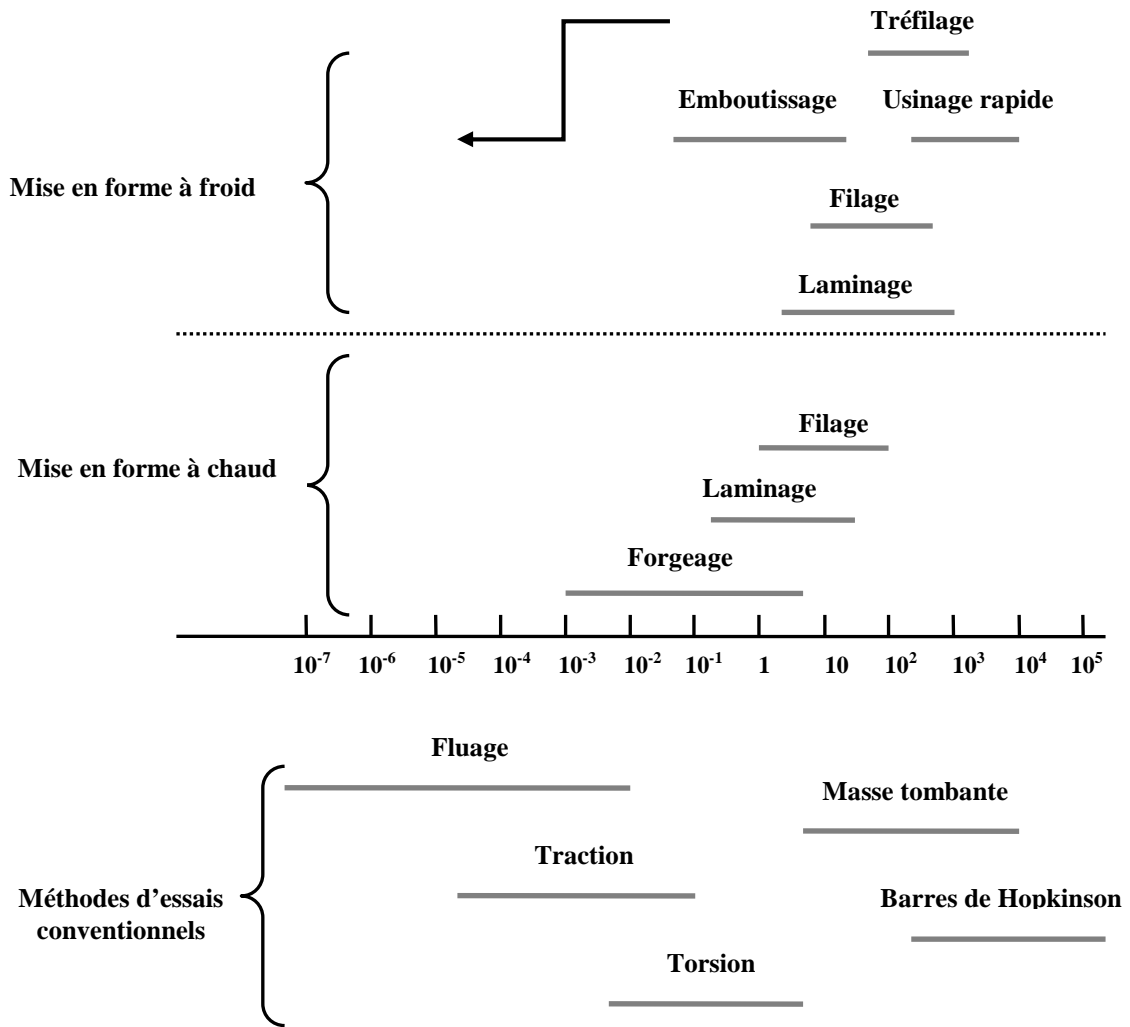 Tréfilage
Emboutissage Usinage rapide
Mise en forme à froid
Filage
Laminage
Filage
Mise en forme à chaud
Laminage
Forgeage
10⁻⁷ 10⁻⁶ 10⁻⁵ 10⁻⁴ 10⁻³ 10⁻² 10⁻¹ 1 10 10² 10³ 10⁴ 10⁵
Fluage
Masse tombante
Traction
Méthodes d'essais
conventionnels
Barres de Hopkinson
Torsion